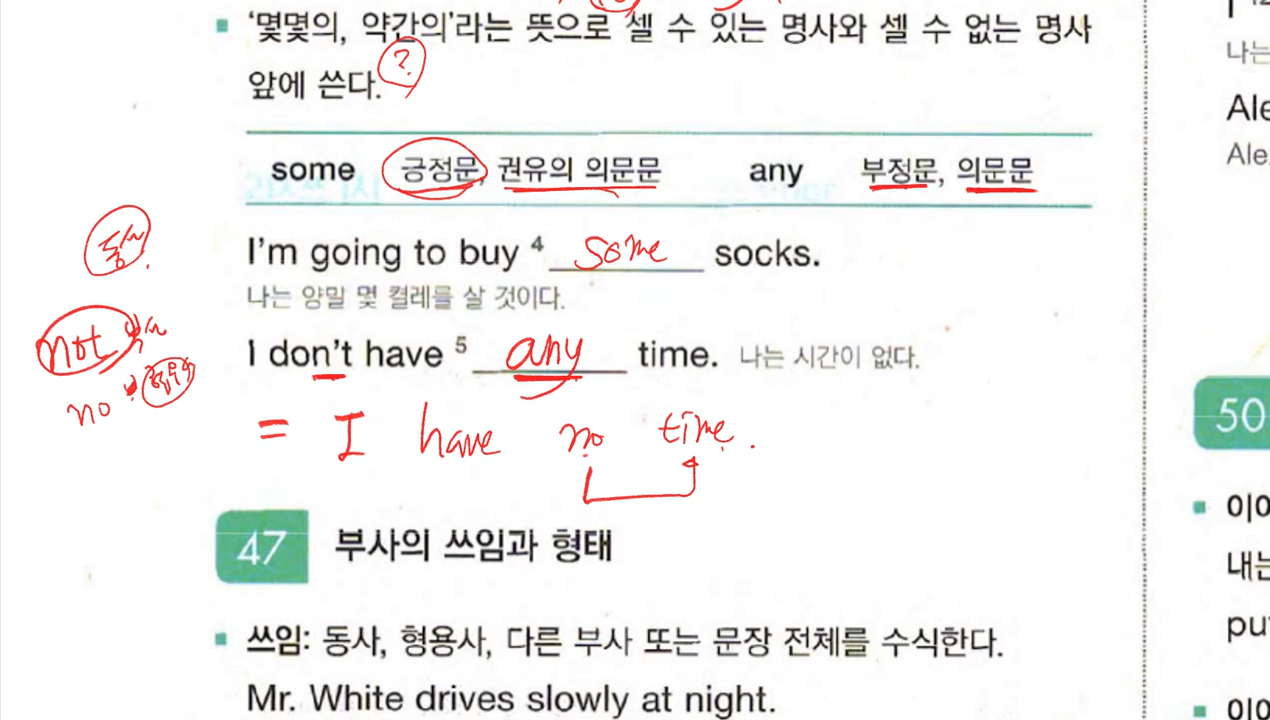 '몇몇의, 약간의'라는 뜻으로 셀 수 있는 명사와 셀 수 없는 명사
앞에 쓴다.
?
some 긍정문, 권유의 의문문 any 부정문, 의문문
I'm going to buy 4 some socks.
나는 양말 몇 켤레를 살 것이다.
not
I don't have 5 any time. 나는 시간이 없다.
no
= I have no time.
47 부사의 쓰임과 형태
쓰임: 동사, 형용사, 다른 부사 또는 문장 전체를 수식한다.
Mr. White drives slowly at night.
나는
Ale
Ale
50
이어
내는